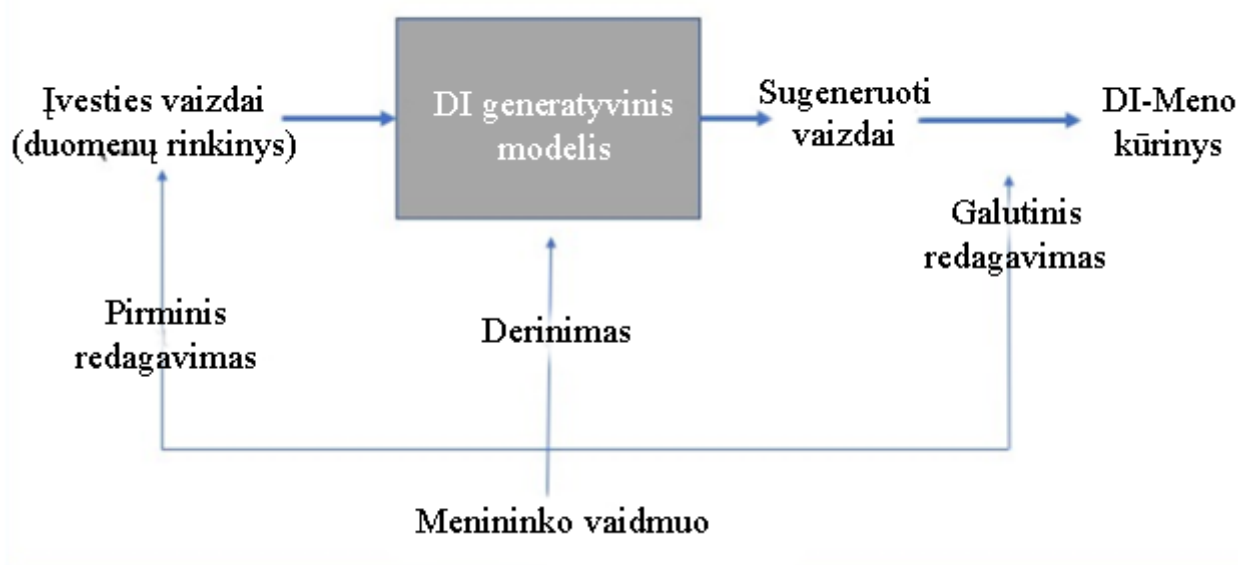 Įvesties vaizdai
(duomenų rinkinys)
DI generatyvinis
modelis
Sugeneruoti
vaizdai
DI-Meno
kūrinys
Galutinis
redagavimas
Pirminis
redagavimas
Derinimas
Menininko vaidmuo